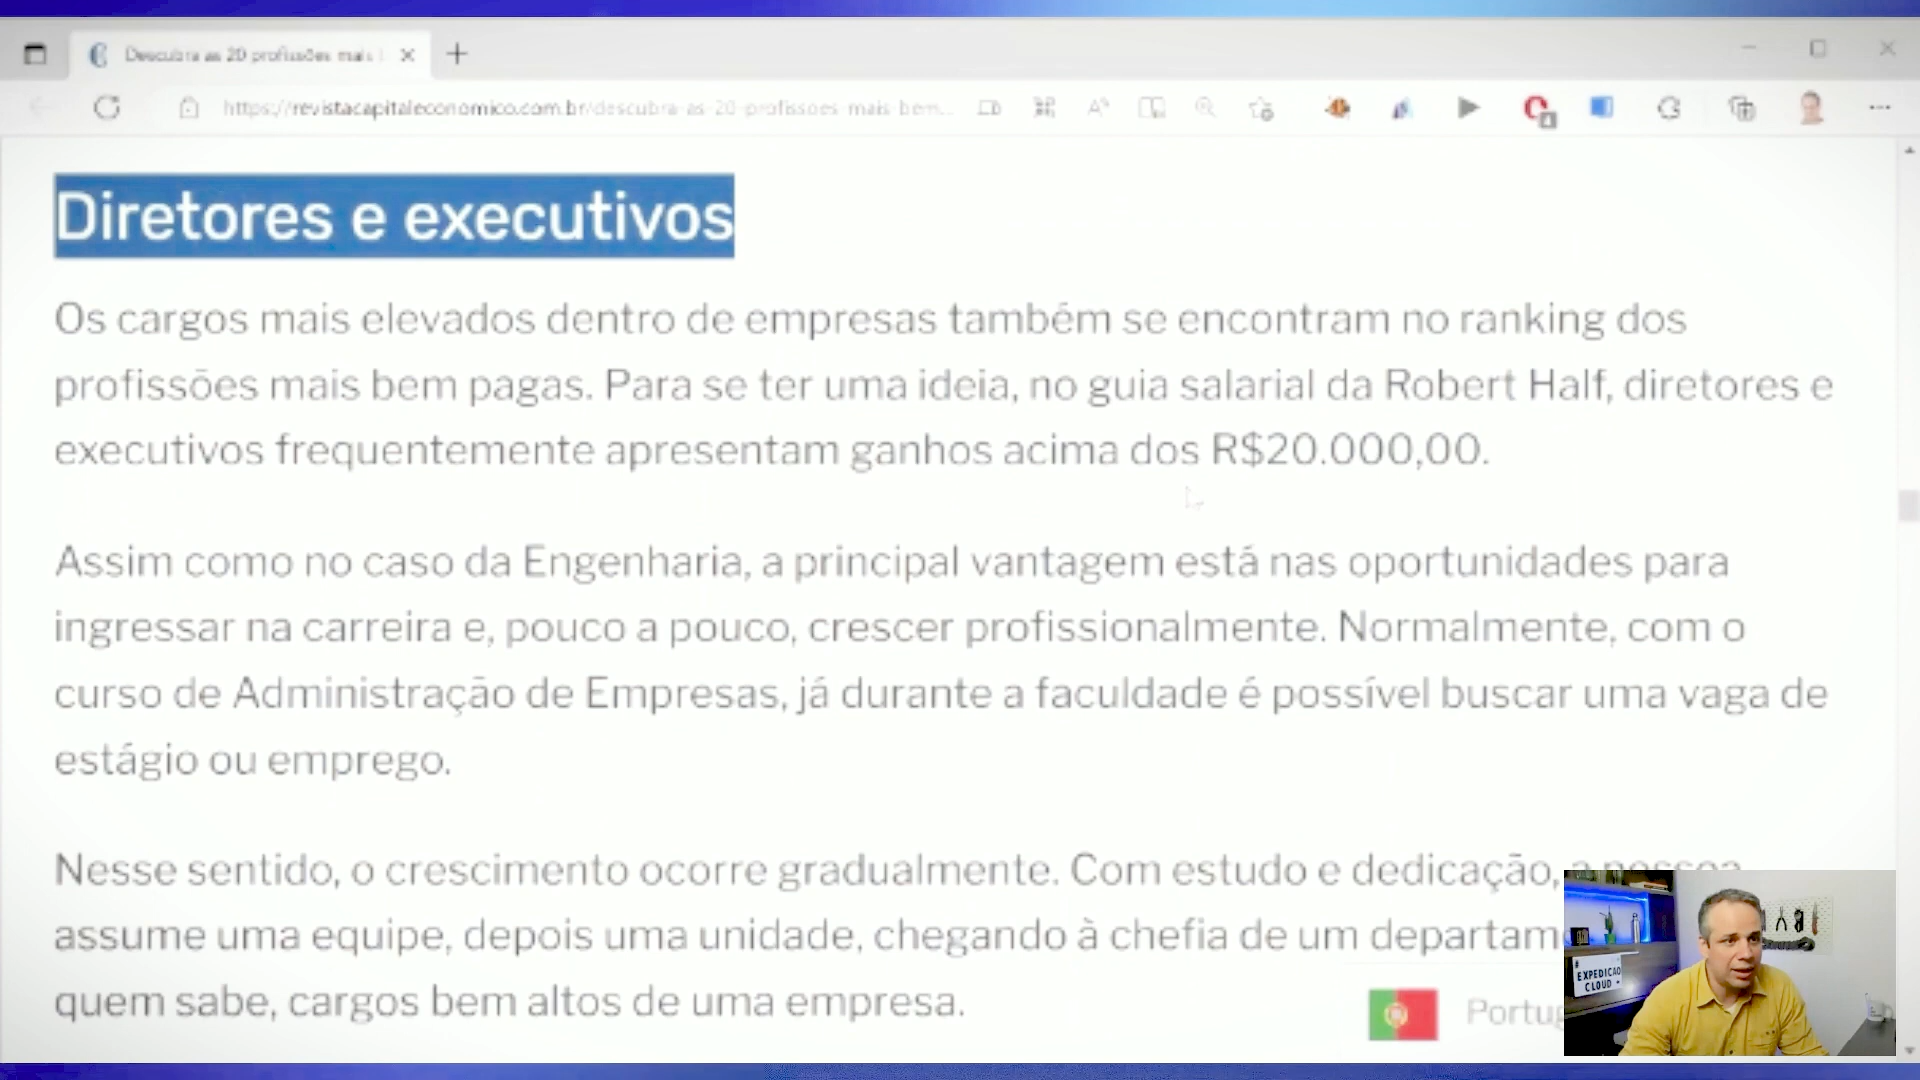 Descubra as 20 profissões mais
https://revistacapitaleconomico.com.br/descubra-as-20-profissoes-mais-bem...
Diretores e executivos
Os cargos mais elevados dentro de empresas também se encontram no ranking dos
profissões mais bem pagas. Para se ter uma ideia, no guia salarial da Robert Half, diretores e
executivos frequentemente apresentam ganhos acima dos R$20.000,00.
Assim como no caso da Engenharia, a principal vantagem está nas oportunidades para
ingressar na carreira e, pouco a pouco, crescer profissionalmente. Normalmente, com o
curso de Administração de Empresas, já durante a faculdade é possível buscar uma vaga de
estágio ou emprego.
Nesse sentido, o crescimento ocorre gradualmente. Com estudo e dedicação, a pessoa
assume uma equipe, depois uma unidade, chegando à chefia de um departam
quem sabe, cargos bem altos de uma empresa.
Portug
EXPEDICAO
CLOUD